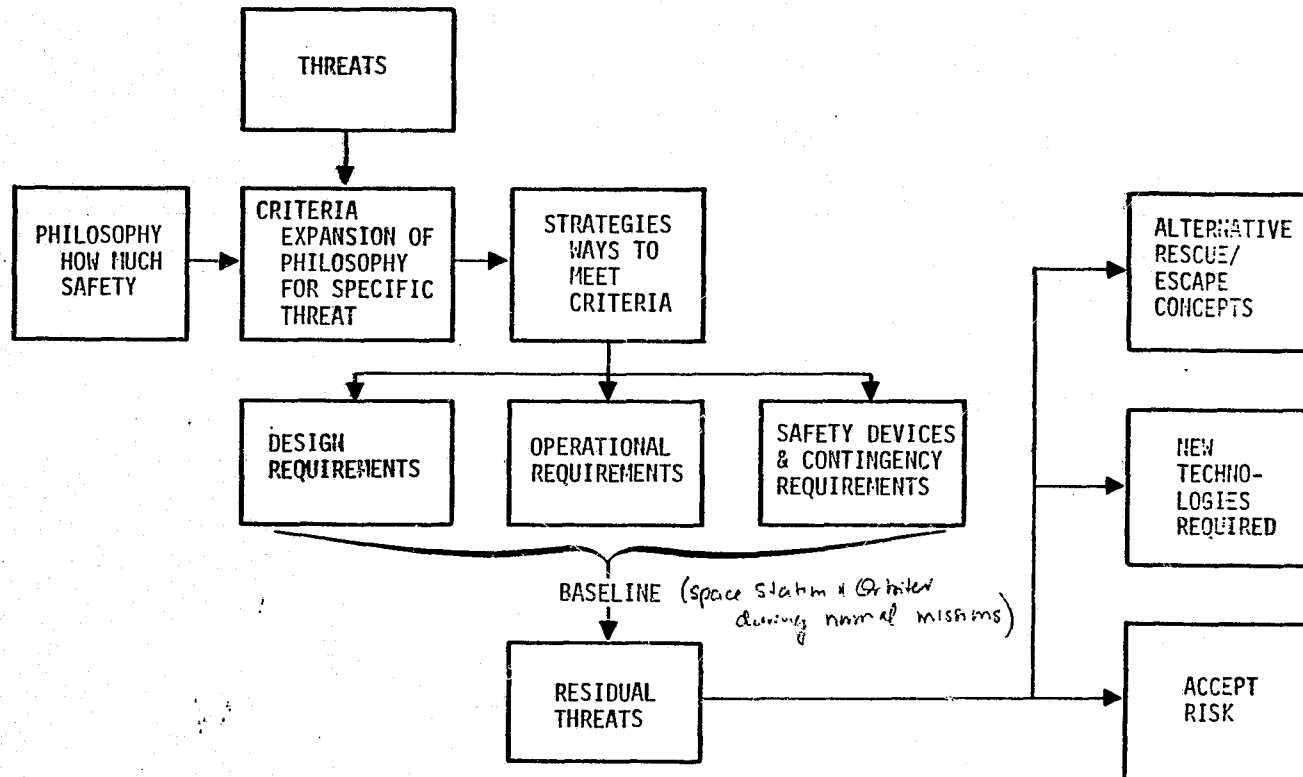 THREATS
PHILOSOPHY
HOW MUCH
SAFETY
CRITERIA
EXPANSION OF
PHILOSOPHY
FOR SPECIFIC
THREAT
STRATEGIES
WAYS TO
MEET
CRITERIA
ALTERNATIVE
RESCUE/
ESCAPE
CONCEPTS
DESIGN
REQUIREMENTS
OPERATIONAL
REQUIREMENTS
SAFETY DEVICES
& CONTINGENCY
REQUIREMENTS
NEW
TECHNO-
LOGIES
REQUIRED
BASELINE (space station & Orbiter
during normal missions)
RESIDUAL
THREATS
ACCEPT
RISK